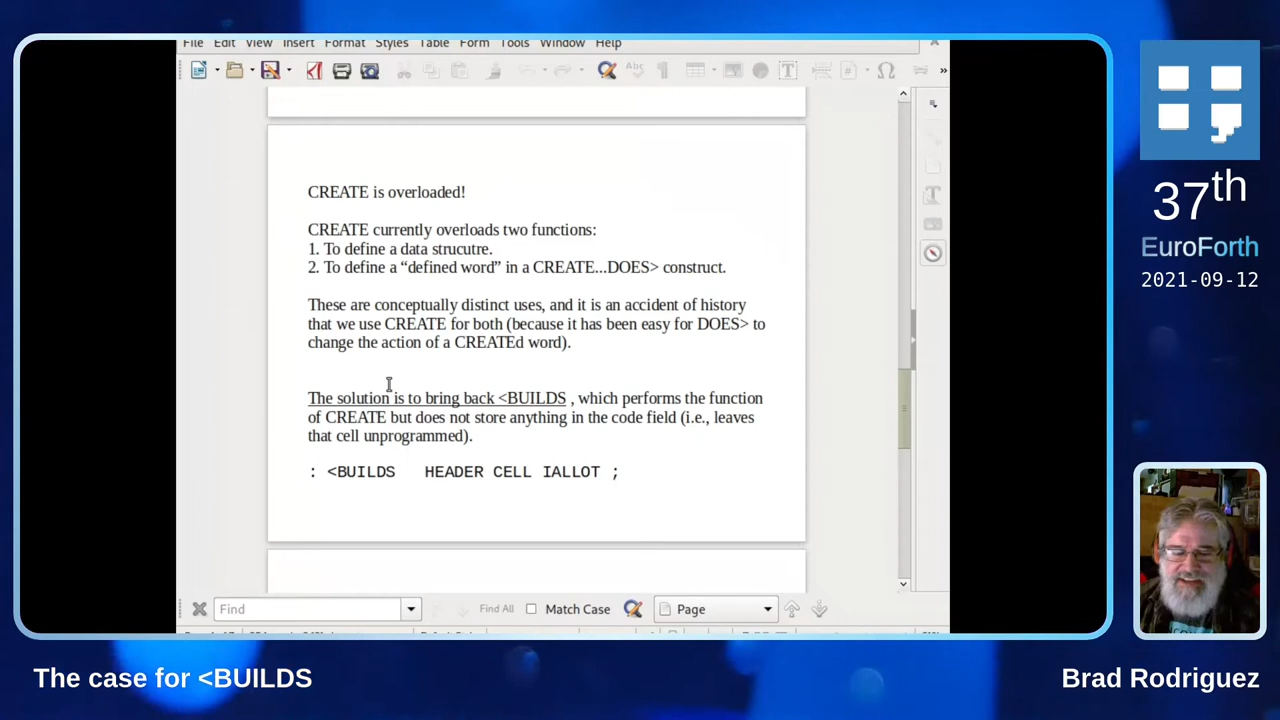 File Edit View Insert Format Styles Table Form Tools Window Help
CREATE is overloaded!
CREATE currently overloads two functions:
1. To define a data strucutre.
2. To define a “defined word” in a CREATE...DOES> construct.
These are conceptually distinct uses, and it is an accident of history
that we use CREATE for both (because it has been easy for DOES> to
change the action of a CREATEd word).
The solution is to bring back <BUILDS , which performs the function
of CREATE but does not store anything in the code field (i.e., leaves
that cell unprogrammed).
: <BUILDS HEADER CELL IALLOT ;
Find Find All Match Case Page
37th
EuroForth
2021-09-12
The case for <BUILDS
Brad Rodriguez